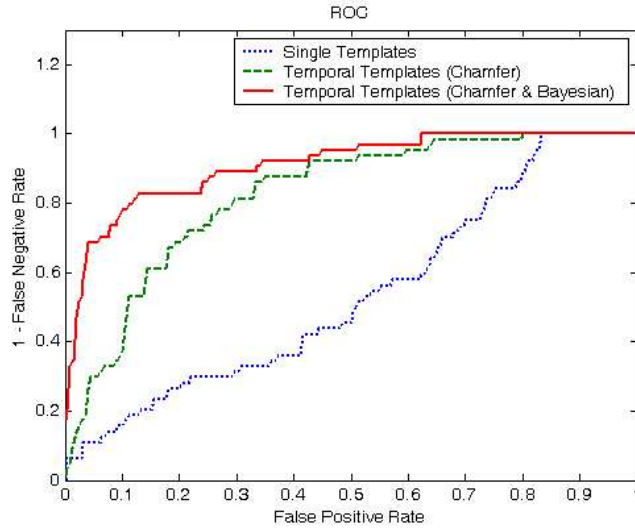 ROC
Single Templates
Temporal Templates (Chamfer)
Temporal Templates (Chamfer & Bayesian)
1.2
1
0.8
0.6
0.4
0.2
0
0
0.1
0.2
0.3
0.4
0.5
0.6
0.7
0.8
0.9
1 - False Negative Rate
False Positive Rate